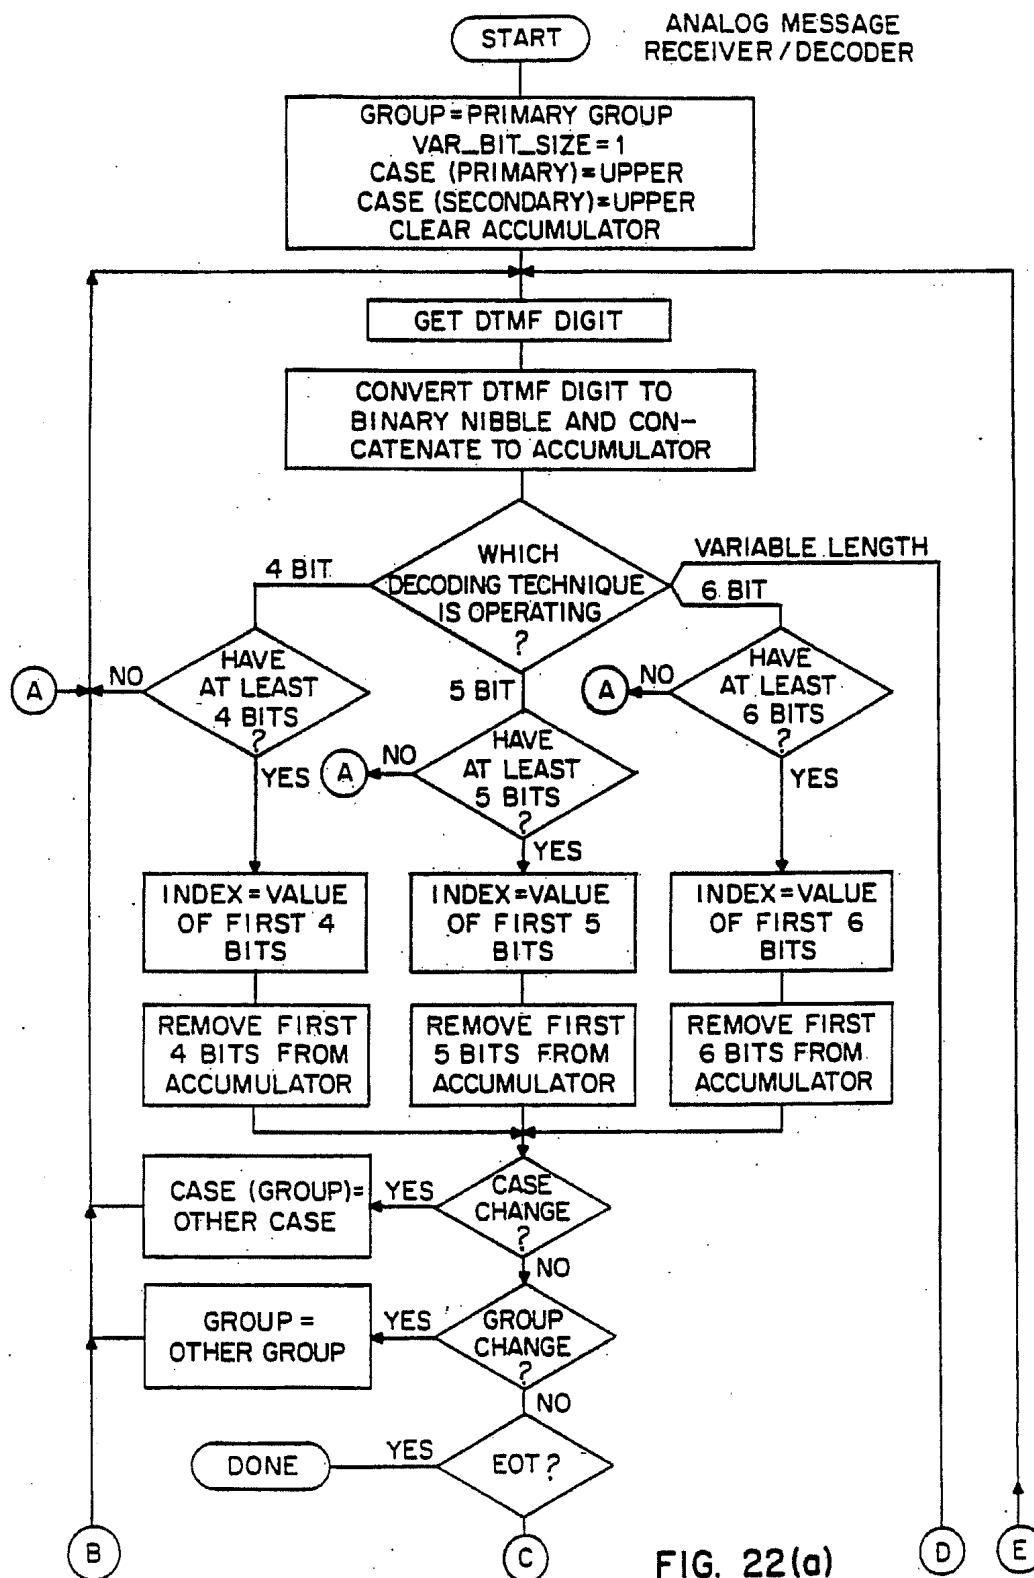 START
ANALOG MESSAGE
RECEIVER/DECODER
GROUP=PRIMARY GROUP
VAR_BIT_SIZE=1
CASE (PRIMARY)=UPPER
CASE (SECONDARY)=UPPER
CLEAR ACCUMULATOR
GET DTMF DIGIT
CONVERT DTMF DIGIT TO
BINARY NIBBLE AND CON-
CATENATE TO ACCUMULATOR
WHICH
DECODING TECHNIQUE
IS OPERATING
?
4 BIT
VARIABLE LENGTH
6 BIT
5 BIT
A
NO
HAVE
AT LEAST
4 BITS
?
YES
A
NO
HAVE
AT LEAST
5 BITS
?
YES
A
NO
HAVE
AT LEAST
6 BITS
?
YES
INDEX=VALUE
OF FIRST 4
BITS
INDEX=VALUE
OF FIRST 5
BITS
INDEX=VALUE
OF FIRST 6
BITS
REMOVE FIRST
4 BITS FROM
ACCUMULATOR
REMOVE FIRST
5 BITS FROM
ACCUMULATOR
REMOVE FIRST
6 BITS FROM
ACCUMULATOR
CASE (GROUP)=
OTHER CASE
YES
CASE
CHANGE
?
NO
GROUP=
OTHER GROUP
YES
GROUP
CHANGE
?
NO
DONE
YES
EOT?
B
C
FIG. 22(a)
D
E